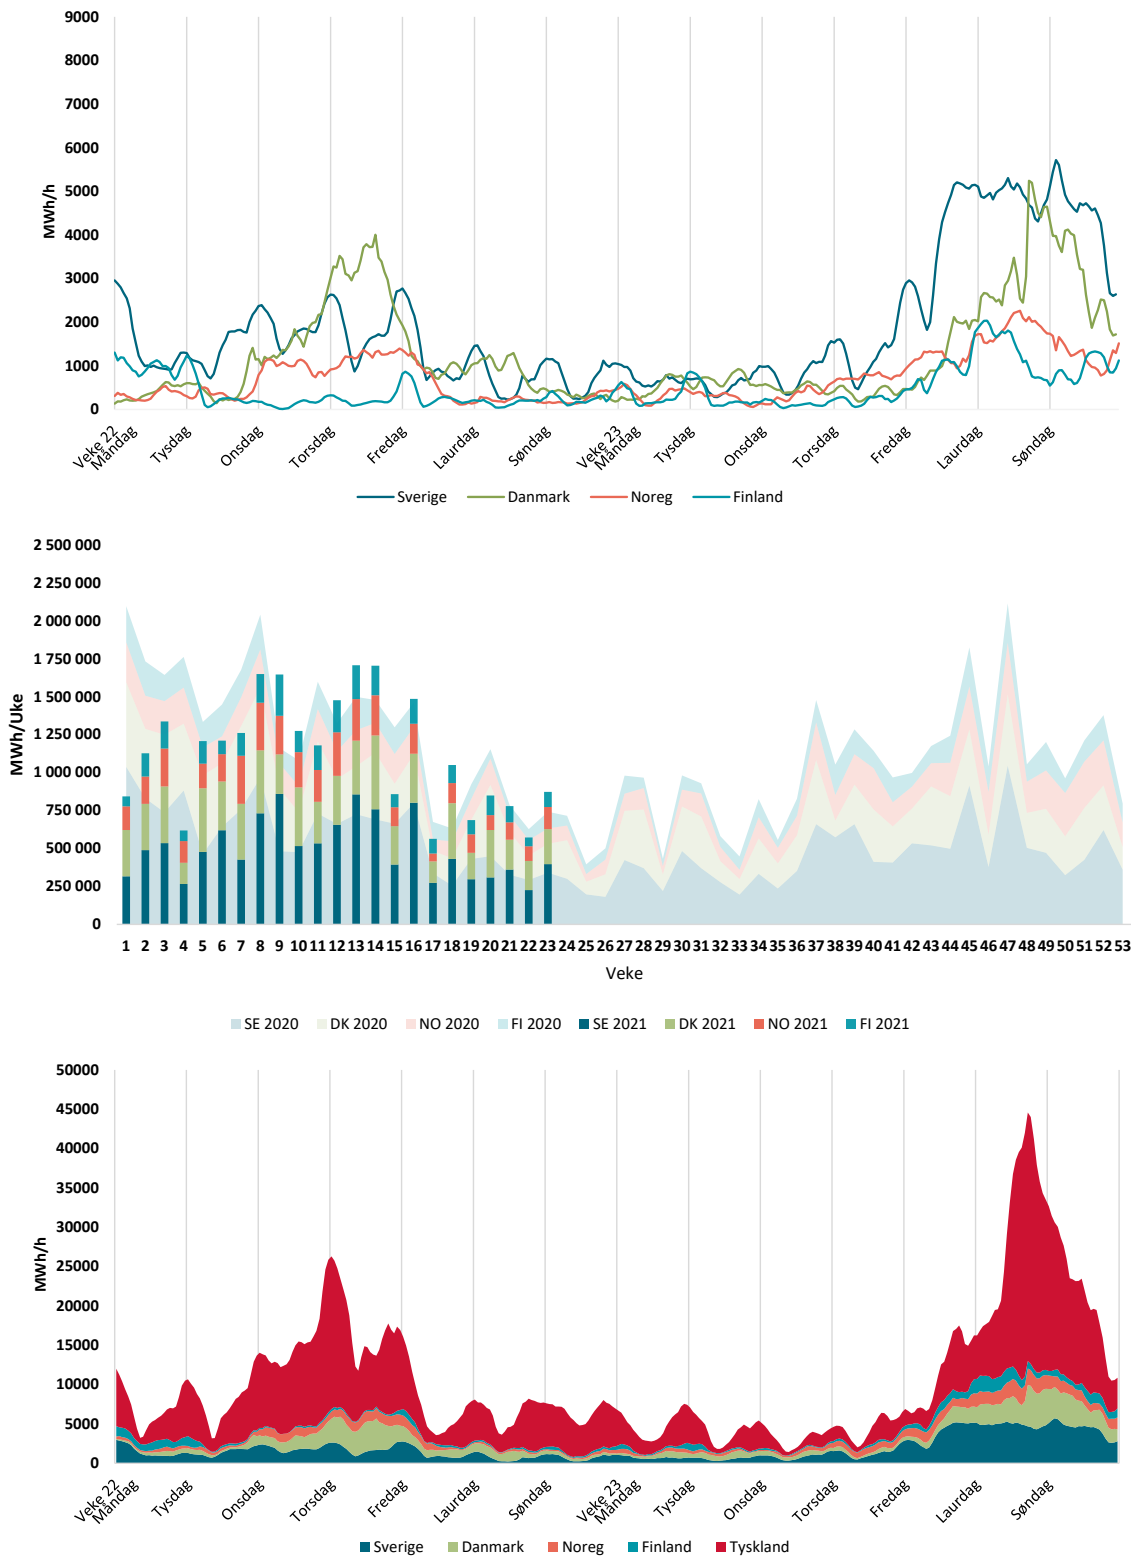 9000
8000
7000
6000
5000
4000
3000
2000
1000
0
MWh/h
Veke 22
Måndag
Tysdag
Onsdag
Torsdag
Fredag
Laurdag
Søndag
Veke 23
Måndag
Tysdag
Onsdag
Torsdag
Fredag
Laurdag
Søndag
Sverige Danmark Noreg Finland
2 500 000
2 250 000
2 000 000
1 750 000
1 500 000
1 250 000
1 000 000
750 000
500 000
250 000
0
MWh/Uke
1 2 3 4 5 6 7 8 9 10 11 12 13 14 15 16 17 18 19 20 21 22 23 24 25 26 27 28 29 30 31 32 33 34 35 36 37 38 39 40 41 42 43 44 45 46 47 48 49 50 51 52 53
Veke
SE 2020 DK 2020 NO 2020 FI 2020 SE 2021 DK 2021 NO 2021 FI 2021
50000
45000
40000
35000
30000
25000
20000
15000
10000
5000
0
MWh/h
Veke 22
Måndag
Tysdag
Onsdag
Torsdag
Fredag
Laurdag
Søndag
Veke 23
Måndag
Tysdag
Onsdag
Torsdag
Fredag
Laurdag
Søndag
Sverige Danmark Noreg Finland Tyskland